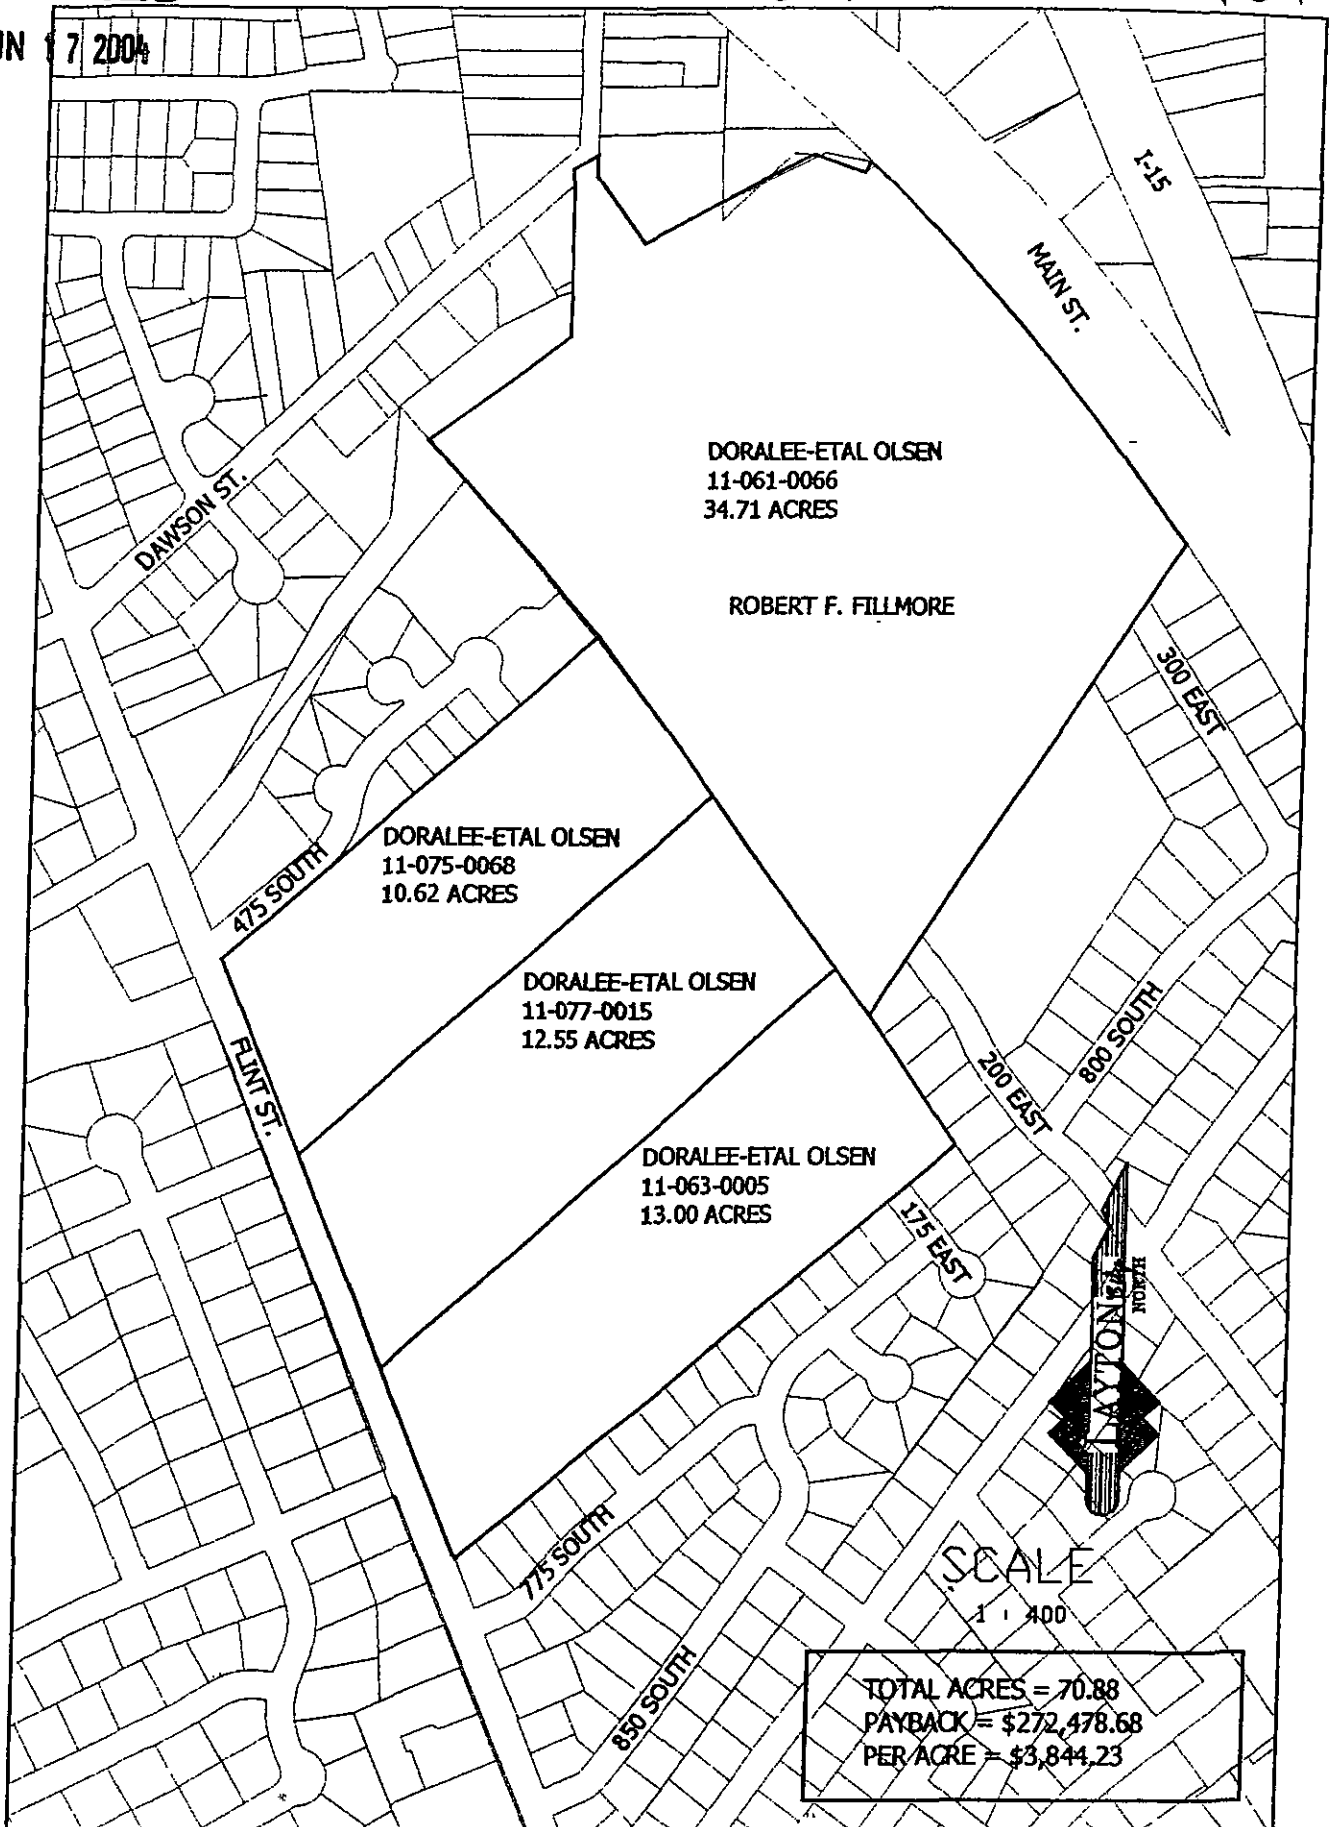 UN 17 2004
I-15
MAIN ST.
DORALEE-ETAL OLSEN
11-061-0066
34.71 ACRES
ROBERT F. FILLMORE
DAWSON ST.
300 EAST
DORALEE-ETAL OLSEN
11-075-0068
10.62 ACRES
475 SOUTH
DORALEE-ETAL OLSEN
11-077-0015
12.55 ACRES
FLINT ST.
800 SOUTH
200 EAST
DORALEE-ETAL OLSEN
11-063-0005
13.00 ACRES
175 EAST
LAYTON
NORTH
775 SOUTH
SCALE
1 : 400
850 SOUTH
TOTAL ACRES = 70.88
PAYBACK = $272,478.68
PER ACRE = $3,844.23